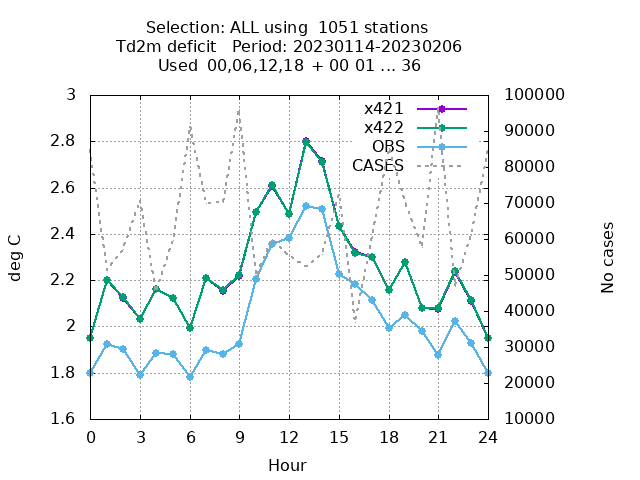 Selection: ALL using  1051 stations
Td2m deficit   Period: 20230114-20230206
Used  00,06,12,18  + 00 01 ... 36
3
2.8
2.6
2.4
2.2
2
1.8
1.6
deg C
100000
90000
80000
70000
60000
50000
40000
30000
20000
10000
No cases
x421
x422
OBS
CASES
0 3 6 9 12 15 18 21 24
Hour